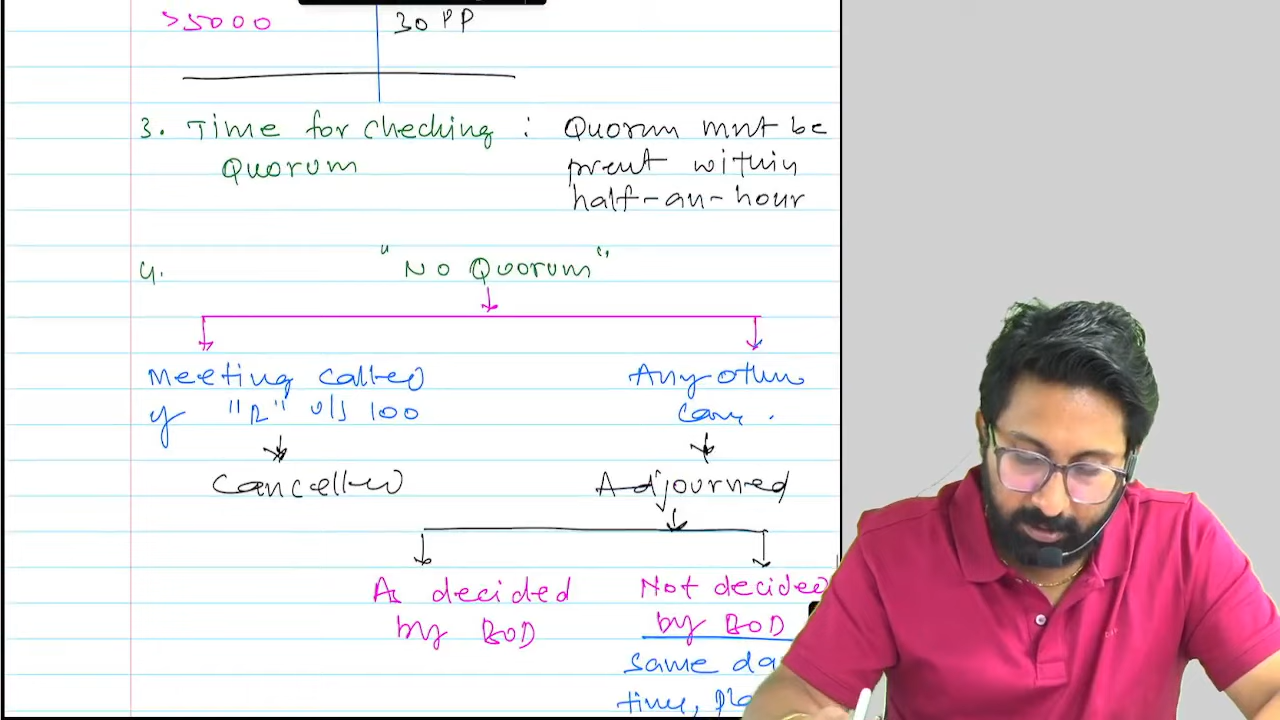 >5000 30 PP
3. Time for checking : Quorum must be
Quorum present within
half-an-hour
4. "No Quorum"
Meeting called Any other
y "R" u/s 100 case.
Cancelled Adjourned
As decided Not decided
by BOD by BOD
same
time,